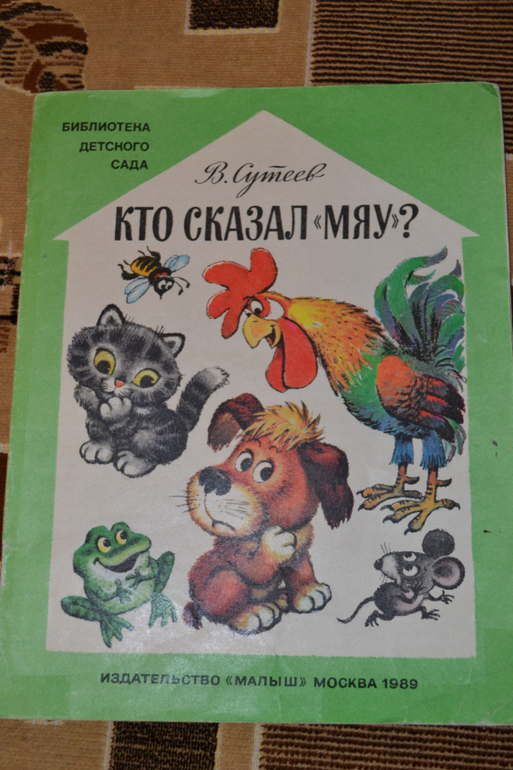 БИБЛИОТЕКА
ДЕТСКОГО
САДА
В. Сутеев
КТО СКАЗАЛ «МЯУ»?
ИЗДАТЕЛЬСТВО «МАЛЫШ» МОСКВА 1989